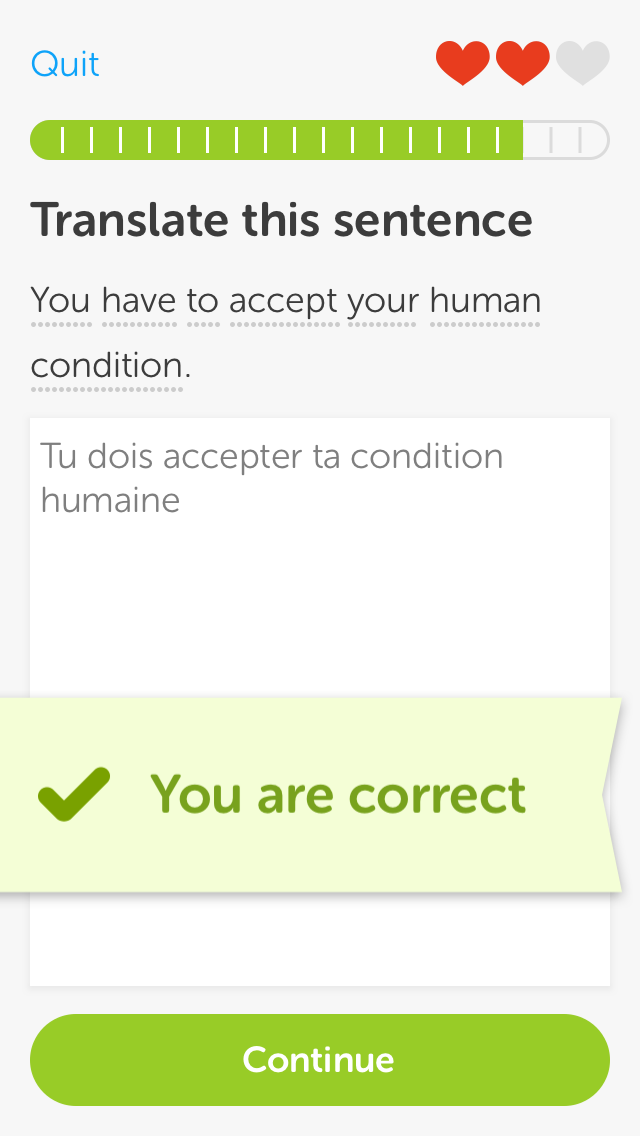 Quit
Translate this sentence
You have to accept your human
condition.
Tu dois accepter ta condition
humaine
You are correct
Continue